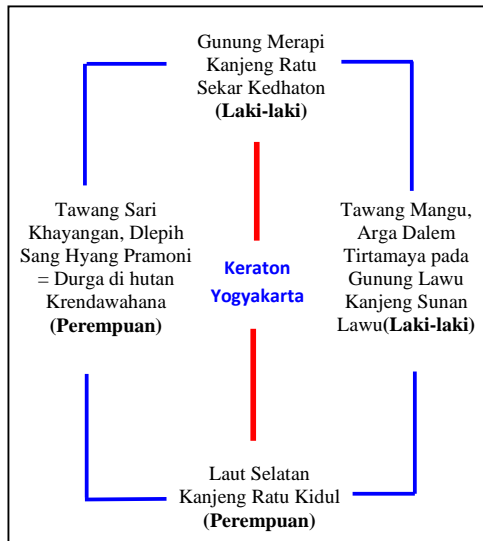 Gunung Merapi
Kanjeng Ratu
Sekar Kedhaton
(Laki-laki)
Tawang Sari
Khayangan, Dlepih
Sang Hyang Pramoni
= Durga di hutan
Krendawahana
(Perempuan)
Keraton
Yogyakarta
Tawang Mangu,
Arga Dalem
Tirtamaya pada
Gunung Lawu
Kanjeng Sunan
Lawu(Laki-laki)
Laut Selatan
Kanjeng Ratu Kidul
(Perempuan)